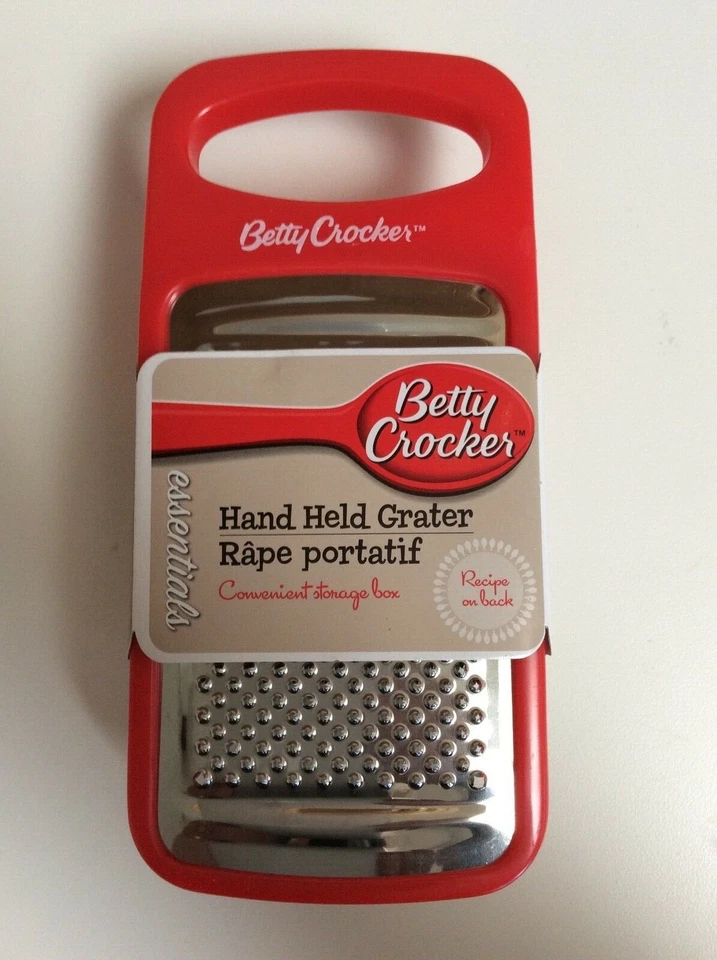 Betty Crocker™
Betty
Crocker™
essentials
Hand Held Grater
Râpe portatif
Convenient storage box
Recipe
on back